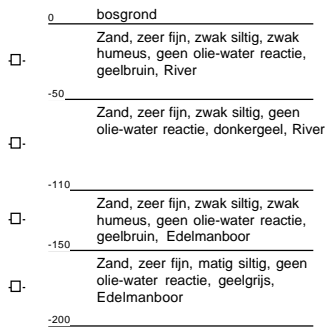 0 bosgrond
Zand, zeer fijn, zwak siltig, zwak
humeus, geen olie-water reactie,
geelbruin, River
-50
Zand, zeer fijn, zwak siltig, geen
olie-water reactie, donkergeel, River
-110
Zand, zeer fijn, zwak siltig, zwak
humeus, geen olie-water reactie,
geelbruin, Edelmanboor
-150
Zand, zeer fijn, matig siltig, geen
olie-water reactie, geelgrijs,
Edelmanboor
-200